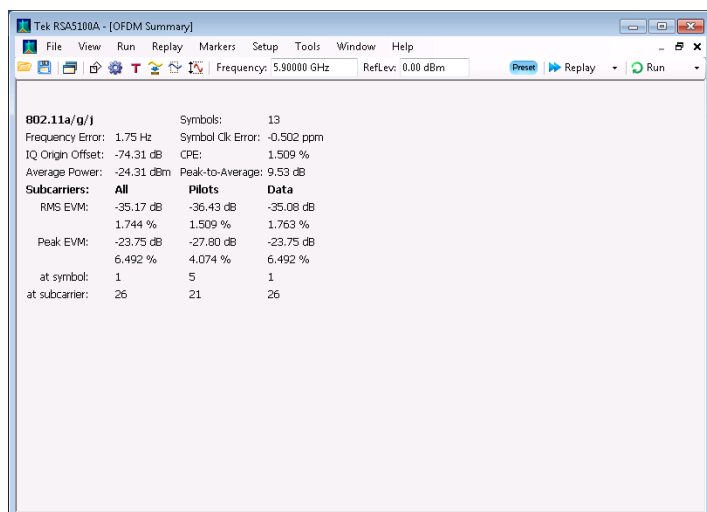 Tek RSA5100A - [OFDM Summary]
File View Run Replay Markers Setup Tools Window Help
T Frequency: 5.90000 GHz RefLev: 0.00 dBm Preset Replay Run
802.11a/g/j Symbols: 13
Frequency Error: 1.75 Hz Symbol Clk Error: -0.502 ppm
IQ Origin Offset: -74.31 dB CPE: 1.509 %
Average Power: -24.31 dBm Peak-to-Average: 9.53 dB
Subcarriers: All Pilots Data
RMS EVM: -35.17 dB -36.43 dB -35.08 dB
1.744 % 1.509 % 1.763 %
Peak EVM: -23.75 dB -27.80 dB -23.75 dB
6.492 % 4.074 % 6.492 %
at symbol: 1 5 1
at subcarrier: 26 21 26